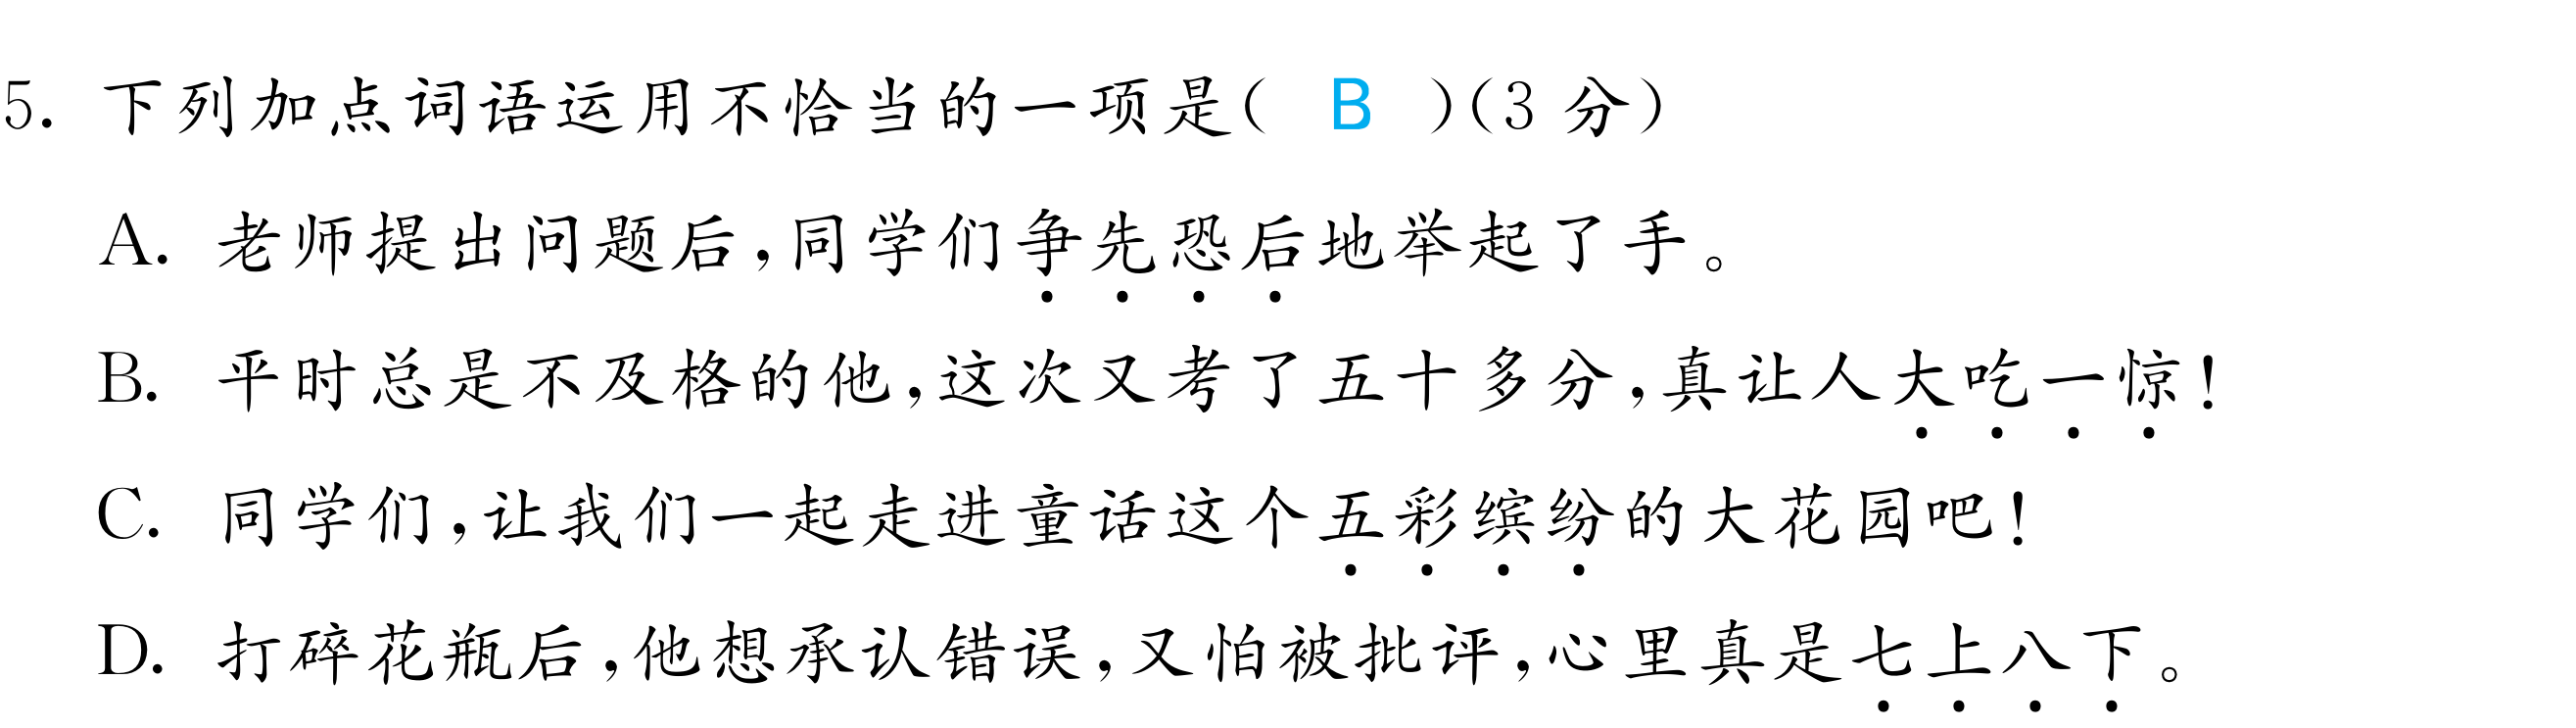 5. 下列加点词语运用不恰当的一项是( B )(3 分)
A. 老师提出问题后,同学们争先恐后地举起了手。
B. 平时总是不及格的他,这次又考了五十多分,真让人大吃一惊!
C. 同学们,让我们一起走进童话这个五彩缤纷的大花园吧!
D. 打碎花瓶后,他想承认错误,又怕被批评,心里真是七上八下。